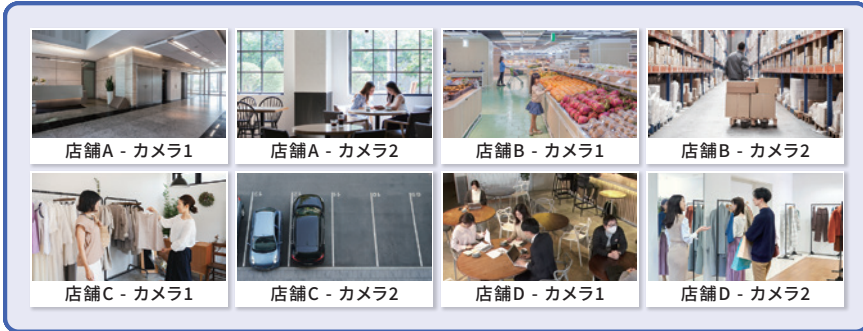 店舗A - カメラ1
店舗A - カメラ2
店舗B - カメラ1
店舗B - カメラ2
店舗C - カメラ1
店舗C - カメラ2
店舗D - カメラ1
店舗D - カメラ2